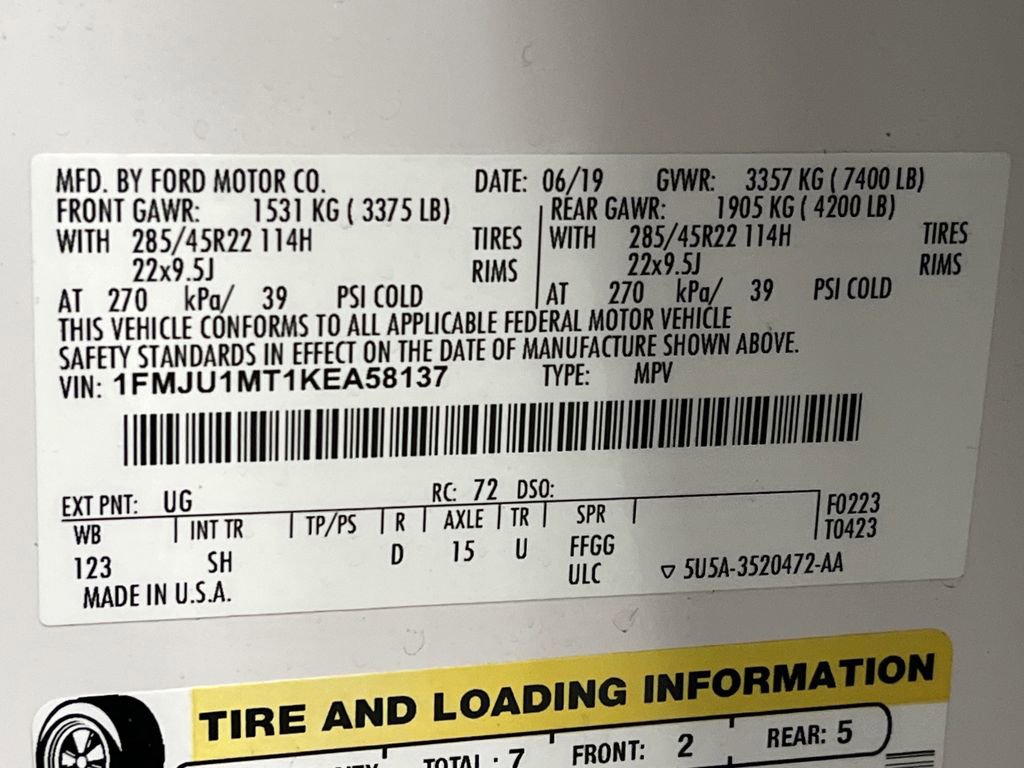 MFD. BY FORD MOTOR CO. DATE: 06/19 GVWR: 3357 KG ( 7400 LB)
FRONT GAWR: 1531 KG ( 3375 LB) REAR GAWR: 1905 KG ( 4200 LB)
WITH 285/45R22 114H TIRES WITH 285/45R22 114H TIRES
22x9.5J RIMS 22x9.5J RIMS
AT 270 kPa/ 39 PSI COLD AT 270 kPa/ 39 PSI COLD
THIS VEHICLE CONFORMS TO ALL APPLICABLE FEDERAL MOTOR VEHICLE
SAFETY STANDARDS IN EFFECT ON THE DATE OF MANUFACTURE SHOWN ABOVE.
VIN: 1FMJU1MT1KEA58137 TYPE: MPV
EXT PNT: UG RC: 72 DSO:
WB INT TR TP/PS R AXLE TR SPR F0223
T0423
123 SH D 15 U FFGG
ULC ▽ 5U5A-3520472-AA
MADE IN U.S.A.
TIRE AND LOADING INFORMATION
TOTAL : 7 FRONT: 2 REAR: 5